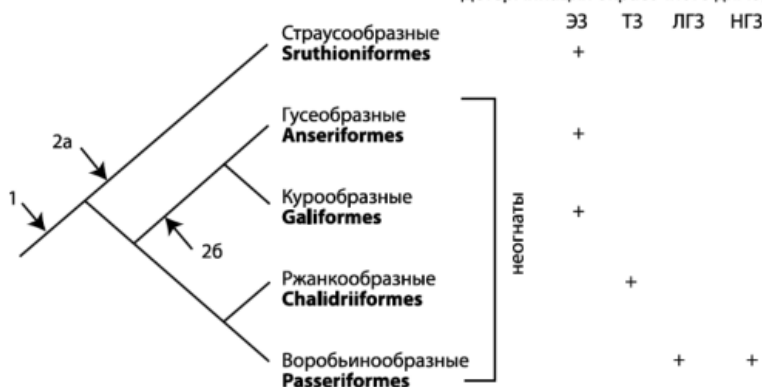 ЭЗ ТЗ ЛГЗ НГЗ
Страусообразные
Sruthioniformes
+
2а
Гусеобразные
Anseriformes
+
1
Курообразные
Galiformes
+
2б
неогнаты
Ржанкообразные
Chalidriiformes
+
Воробьинообразные
Passeriformes
+ +